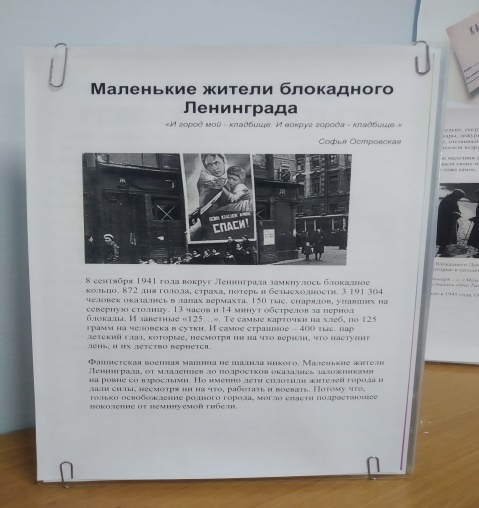 Маленькие жители блокадного
Ленинграда
«И город мой - кладбище. И вокруг города - кладбище.»
Софья Островская
СПАСИ!
8 сентября 1941 года вокруг Ленинграда замкнулось блокадное
кольцо. 872 дня голода, страха, потерь и безысходности. 3 191 304
человек оказались в лапах вермахта. 150 тыс. снарядов, упавших на
северную столицу. 13 часов и 14 минут обстрелов за период
блокады. И заветные «125…». Те самые карточки на хлеб, по 125
грамм на человека в сутки. И самое страшное – 400 тыс. пар
детский глаз, которые, несмотря ни на что верили, что наступит
день, и их детство вернется.
Фашистская военная машина не щадила никого. Маленькие жители
Ленинграда, от младенцев до подростков оказались заложниками
на ровне со взрослыми. Но именно дети сплотили жителей города и
дали силы, несмотря ни на что, работать и воевать. Потому что,
только освобождение родного города, могло спасти подрастающее
поколение от неминуемой гибели.